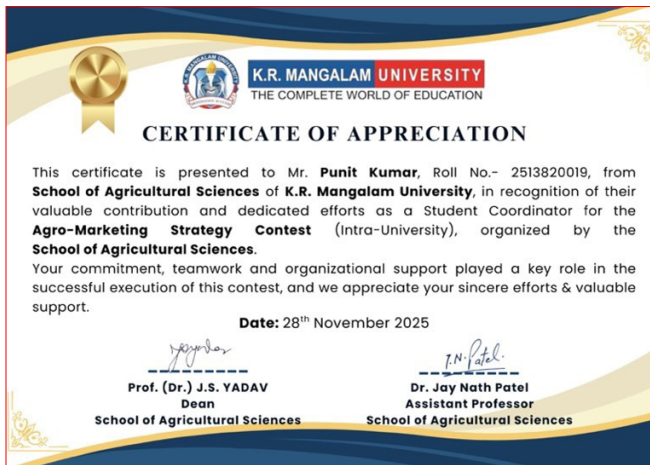 K.R. MANGALAM UNIVERSITY
THE COMPLETE WORLD OF EDUCATION
CERTIFICATE OF APPRECIATION
This certificate is presented to Mr. Punit Kumar, Roll No.- 2513820019, from
School of Agricultural Sciences of K.R. Mangalam University, in recognition of their
valuable contribution and dedicated efforts as a Student Coordinator for the
Agro-Marketing Strategy Contest (Intra-University), organized by the
School of Agricultural Sciences.
Your commitment, teamwork and organizational support played a key role in the
successful execution of this contest, and we appreciate your sincere efforts & valuable
support.
Date: 28th November 2025
J.N. Patel
Prof. (Dr.) J.S. YADAV
Dean
School of Agricultural Sciences
Dr. Jay Nath Patel
Assistant Professor
School of Agricultural Sciences